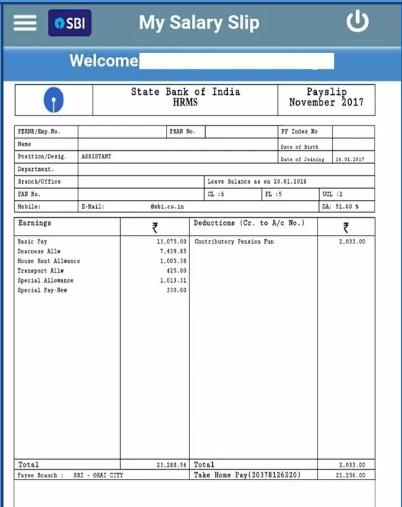 SBI
My Salary Slip
Welcome
State Bank of India
HRMS
Payslip
November 2017
PERNR/Emp.No.
PRAN No.
PF Index No
Name
Date of Birth
Position/Desig. ASSISTANT
Date of Joining 16.01.2017
Department.
Branch/Office
Leave Balance as on 20.01.2018
PAN No.
CL :6 PL :5 UCL :2
Mobile: E-Mail: @sbi.co.in DA: 51.60 %
Earnings ₹ Deductions (Cr. to A/c No.) ₹
Basic Pay 13,075.00 Contributory Pension Fun 2,033.00
Dearness Allw 7,439.85
House Rent Allwance 1,005.38
Transport Allw 425.00
Special Allowance 1,013.31
Special Pay-New 330.00
Total 23,288.54 Total 2,033.00
Payee Branch : SBI - ORAI CITY Take Home Pay(20378126220) 21,256.00